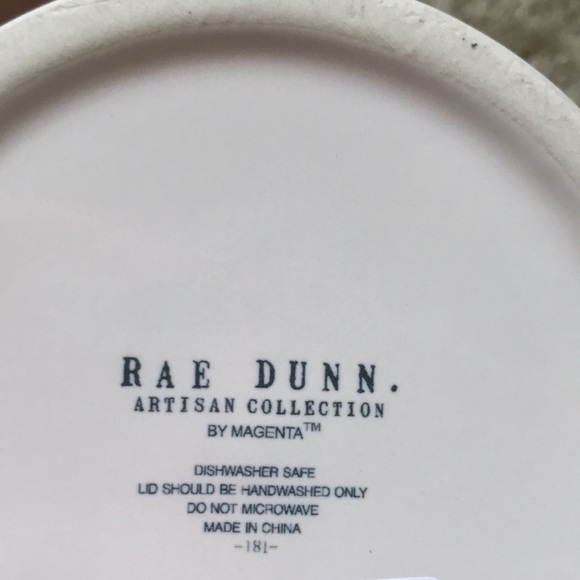 RAE DUNN.
ARTISAN COLLECTION
BY MAGENTA™
DISHWASHER SAFE
LID SHOULD BE HANDWASHED ONLY
DO NOT MICROWAVE
MADE IN CHINA
-181-